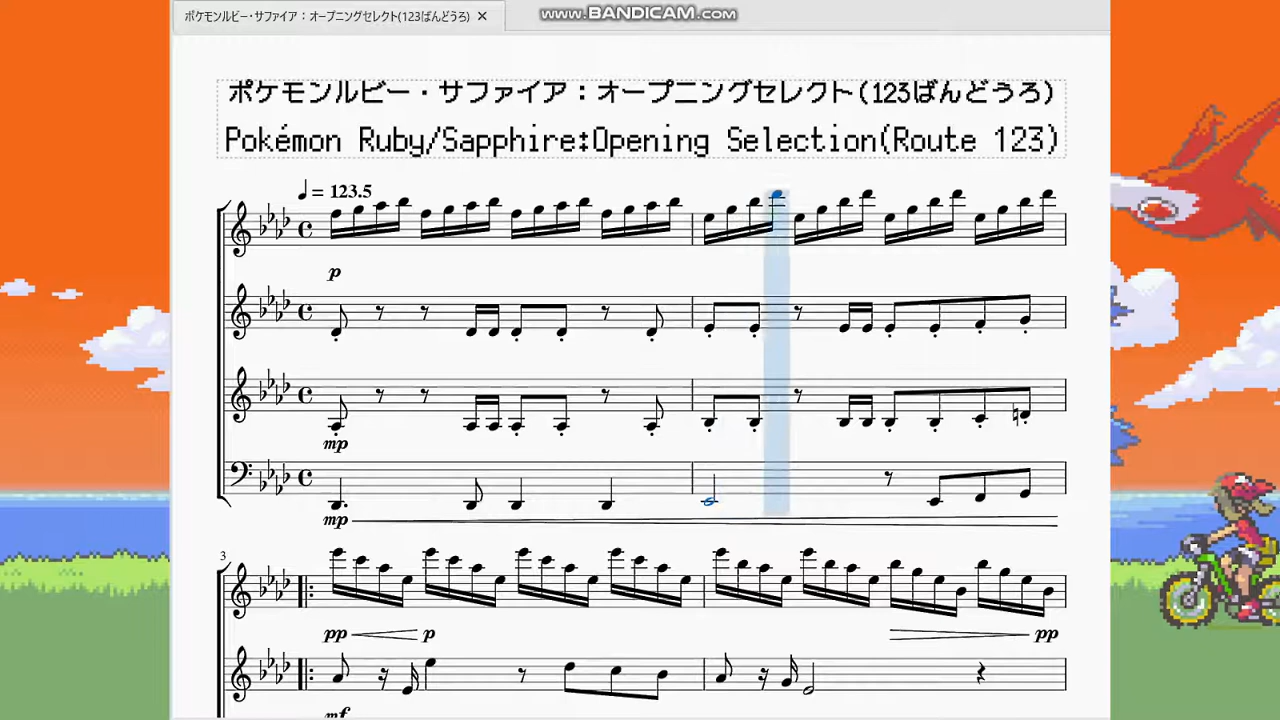 ポケモンルビー・サファイア：オープニングセレクト(123ばんどうろ) ×
www.BANDICAM.com
ポケモンルビー・サファイア：オープニングセレクト(123ばんどうろ)
Pokémon Ruby/Sapphire:Opening Selection(Route 123)
♩= 123.5
p
mp
mp
3
pp p pp
mf